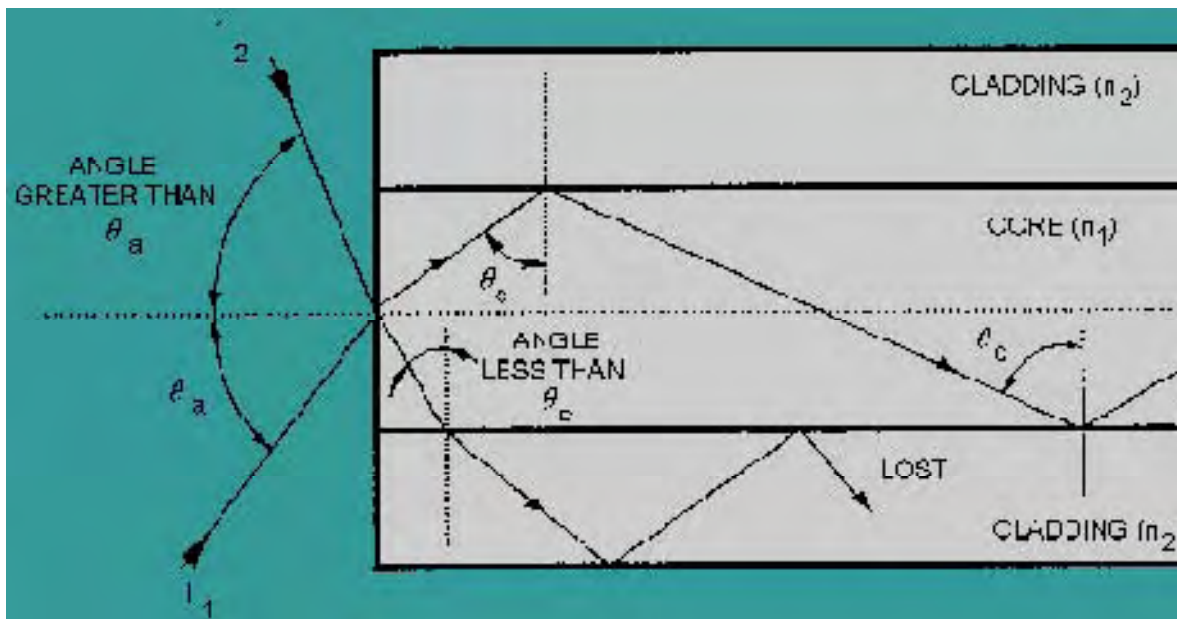 2
CLADDING (n2)
ANGLE
GREATER THAN
θa
CORE (n1)
θc
ANGLE
LESS THAN
θc
θc
θa
LOST
CLADDING (n2
1